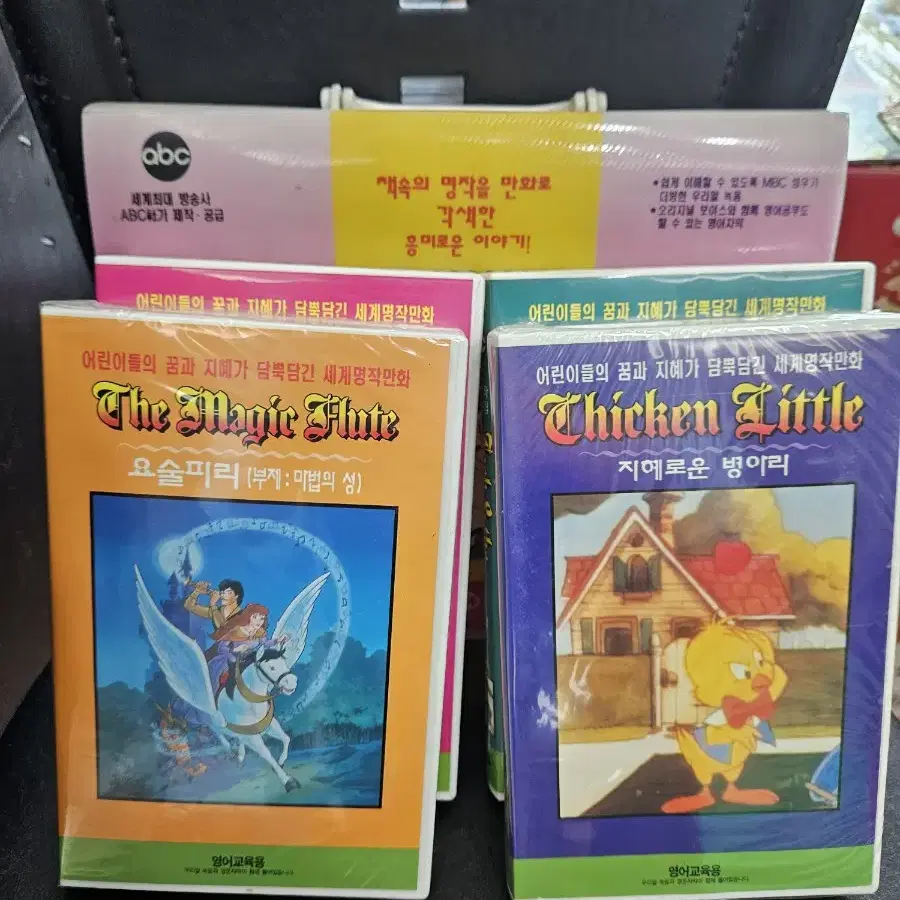 abc
세계최대 방송사
ABC社가 제작·공급
책속의 명작을 만화로
각색한
흥미로운 이야기!
•쉽게 이해할 수 있도록 MBC 성우가
더빙한 우리말 녹음
•오리지널 보이스와 함께 영어공부도
할 수 있는 영어자막
어린이들의 꿈과 지혜가 담뿍담긴 세계명작만화
어린이들의 꿈과 지혜가 담뿍담긴 세계명작만화
어린이들의 꿈과 지혜가 담뿍담긴 세계명작만화
The Magic Flute
요술피리 (부제 : 마법의 성)
영어교육용
어린이들의 꿈과 지혜가 담뿍담긴 세계명작만화
Chicken Little
지혜로운 병아리
영어교육용